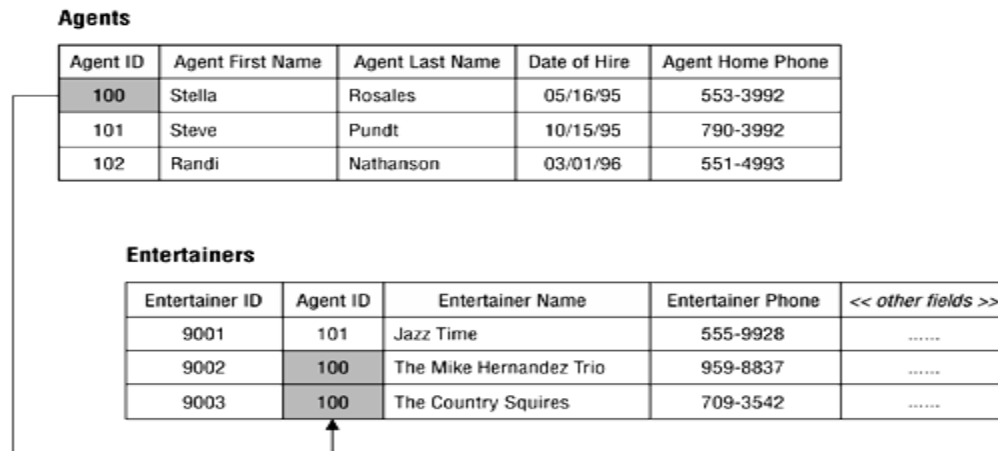 Agents
Agent ID Agent First Name Agent Last Name Date of Hire Agent Home Phone
100 Stella Rosales 05/16/95 553-3992
101 Steve Pundt 10/15/95 790-3992
102 Randi Nathanson 03/01/96 551-4993
Entertainers
Entertainer ID Agent ID Entertainer Name Entertainer Phone << other fields >>
9001 101 Jazz Time 555-9928 ......
9002 100 The Mike Hernandez Trio 959-8837 ......
9003 100 The Country Squires 709-3542 ......